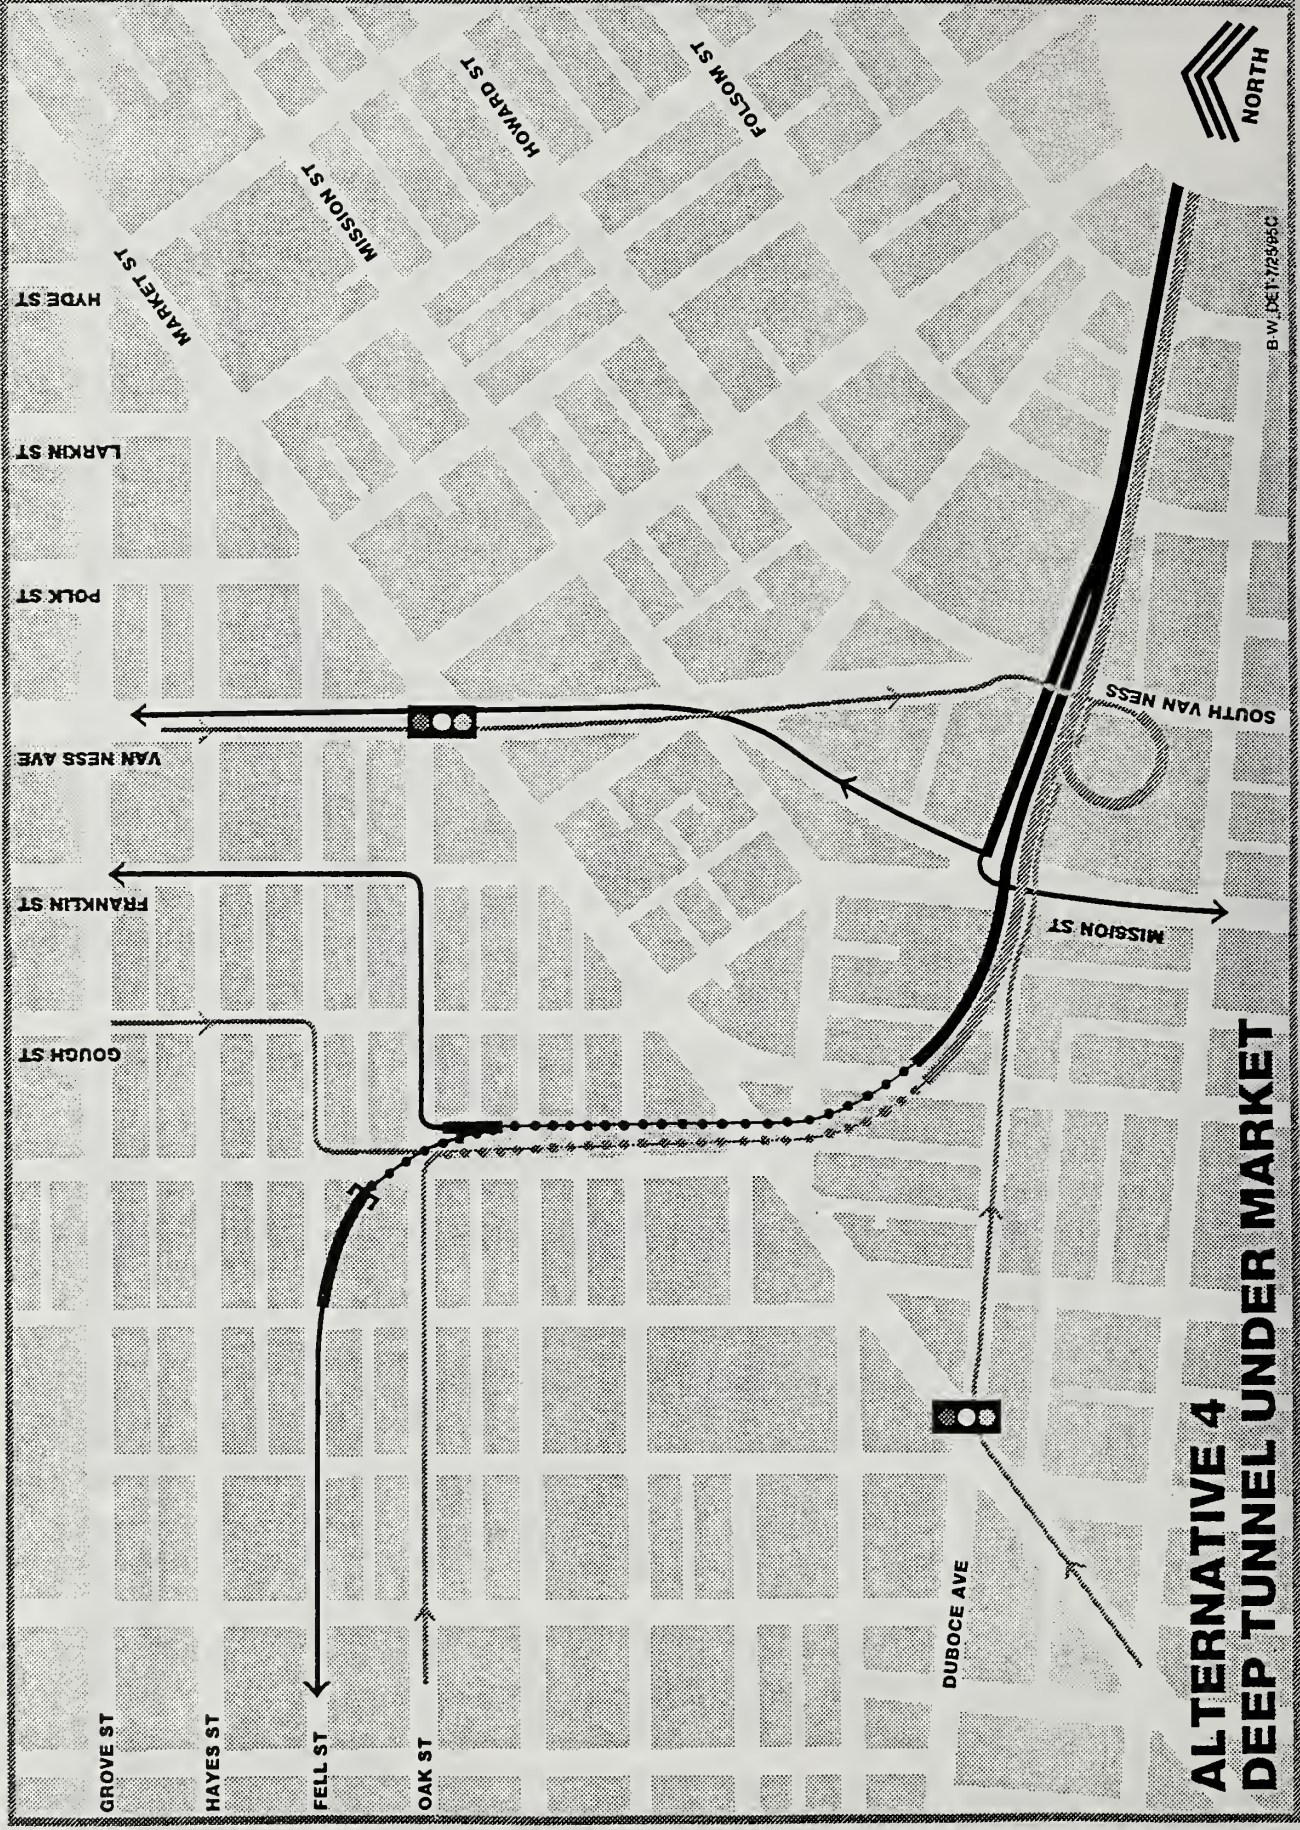 GROVE ST
HAYES ST
FELL ST
OAK ST
GOUGH ST
FRANKLIN ST
VAN NESS AVE
POLK ST
LARKIN ST
HYDE ST
MARKET ST
MISSION ST
HOWARD ST
FOLSOM ST
DUBOCE AVE
MISSION ST
SOUTH VAN NESS
NORTH
ALTERNATIVE 4
DEEP TUNNEL UNDER MARKET